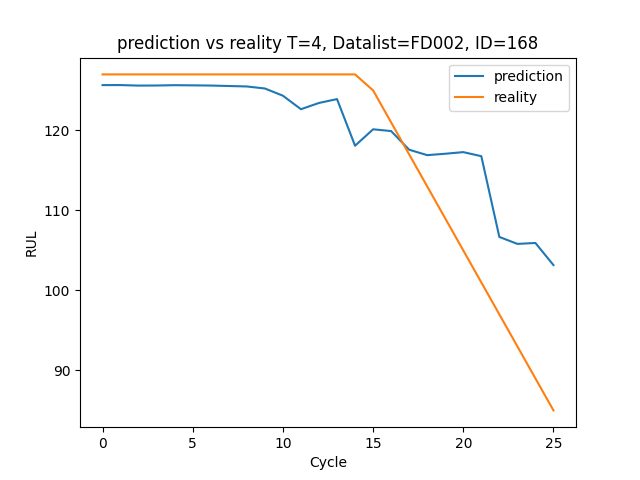 prediction vs reality T=4, Datalist=FD002, ID=168
prediction
reality
120
110
100
90
RUL
0 5 10 15 20 25
Cycle